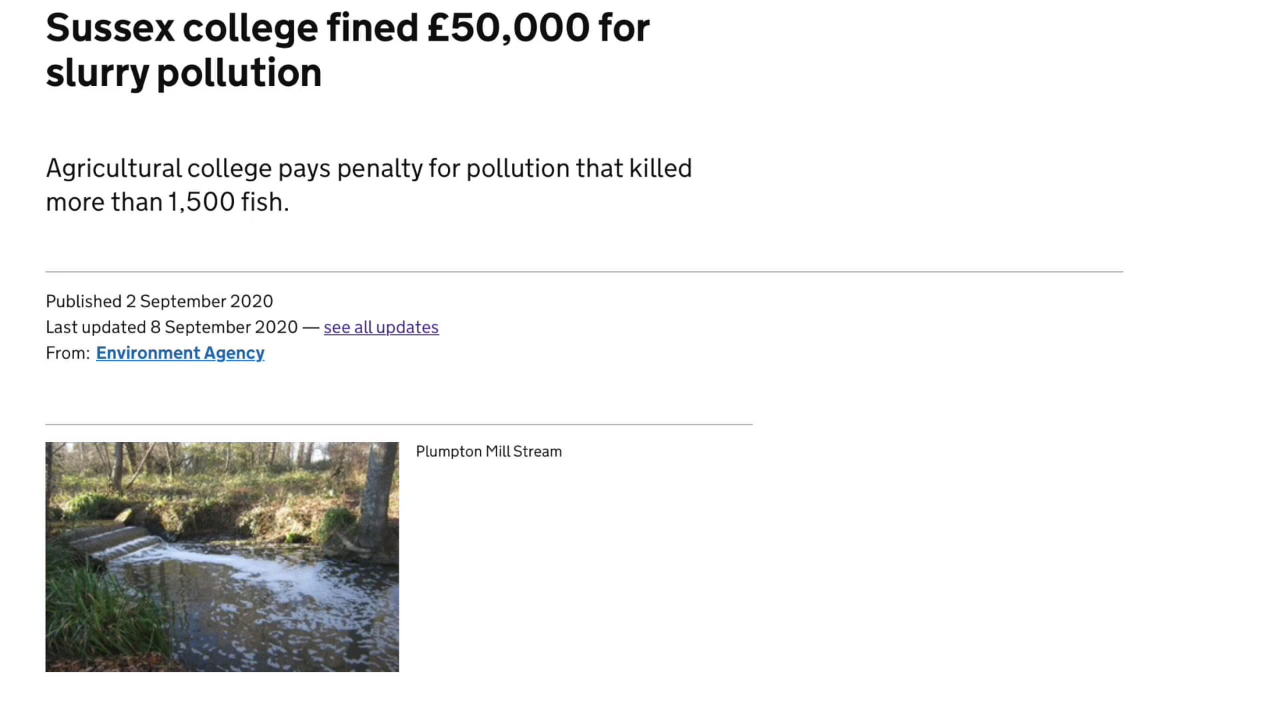 Sussex college fined £50,000 for
slurry pollution
Agricultural college pays penalty for pollution that killed
more than 1,500 fish.
Published 2 September 2020
Last updated 8 September 2020 — see all updates
From: Environment Agency
Plumpton Mill Stream